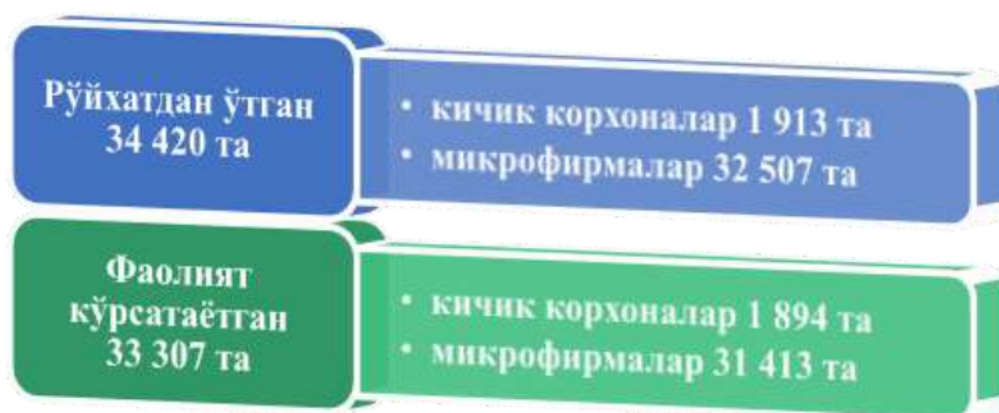 Рўйхатдан ўтган
34 420 та
• кичик корхоналар 1 913 та
• микрофирмалар 32 507 та
Фаолият
кўрсатаётган
33 307 та
• кичик корхоналар 1 894 та
• микрофирмалар 31 413 та